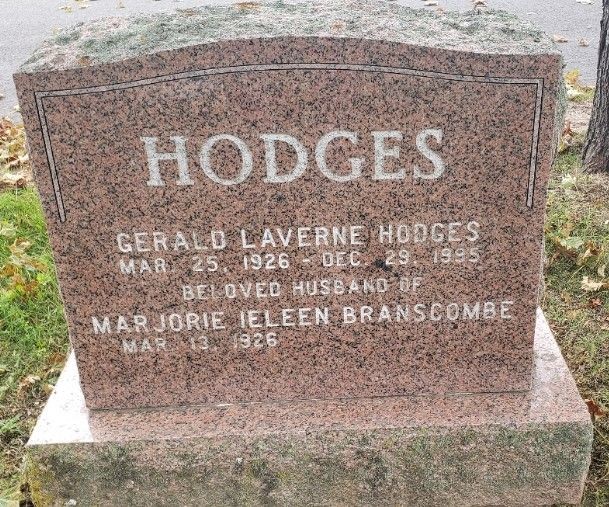 HODGES
GERALD LAVERNE HODGES
MAR. 25, 1926 - DEC. 29, 1995
BELOVED HUSBAND OF
MARJORIE IELEEN BRANSCOMBE
MAR. 13, 1926